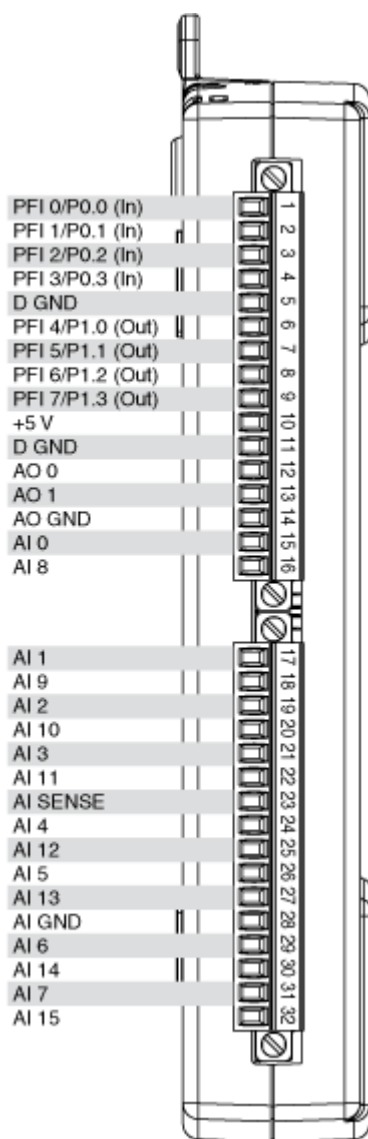 PFI 0/P0.0 (In) 1
PFI 1/P0.1 (In) 2
PFI 2/P0.2 (In) 3
PFI 3/P0.3 (In) 4
D GND 5
PFI 4/P1.0 (Out) 6
PFI 5/P1.1 (Out) 7
PFI 6/P1.2 (Out) 8
PFI 7/P1.3 (Out) 9
+5 V 10
D GND 11
AO 0 12
AO 1 13
AO GND 14
AI 0 15
AI 8 16
AI 1 17
AI 9 18
AI 2 19
AI 10 20
AI 3 21
AI 11 22
AI SENSE 23
AI 4 24
AI 12 25
AI 5 26
AI 13 27
AI GND 28
AI 6 29
AI 14 30
AI 7 31
AI 15 32